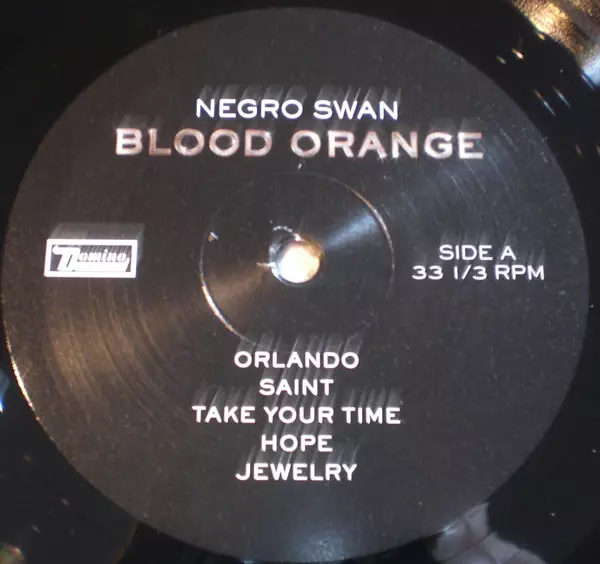 NEGRO SWAN
BLOOD ORANGE
Domino
SIDE A
33 1/3 RPM
ORLANDO
SAINT
TAKE YOUR TIME
HOPE
JEWELRY